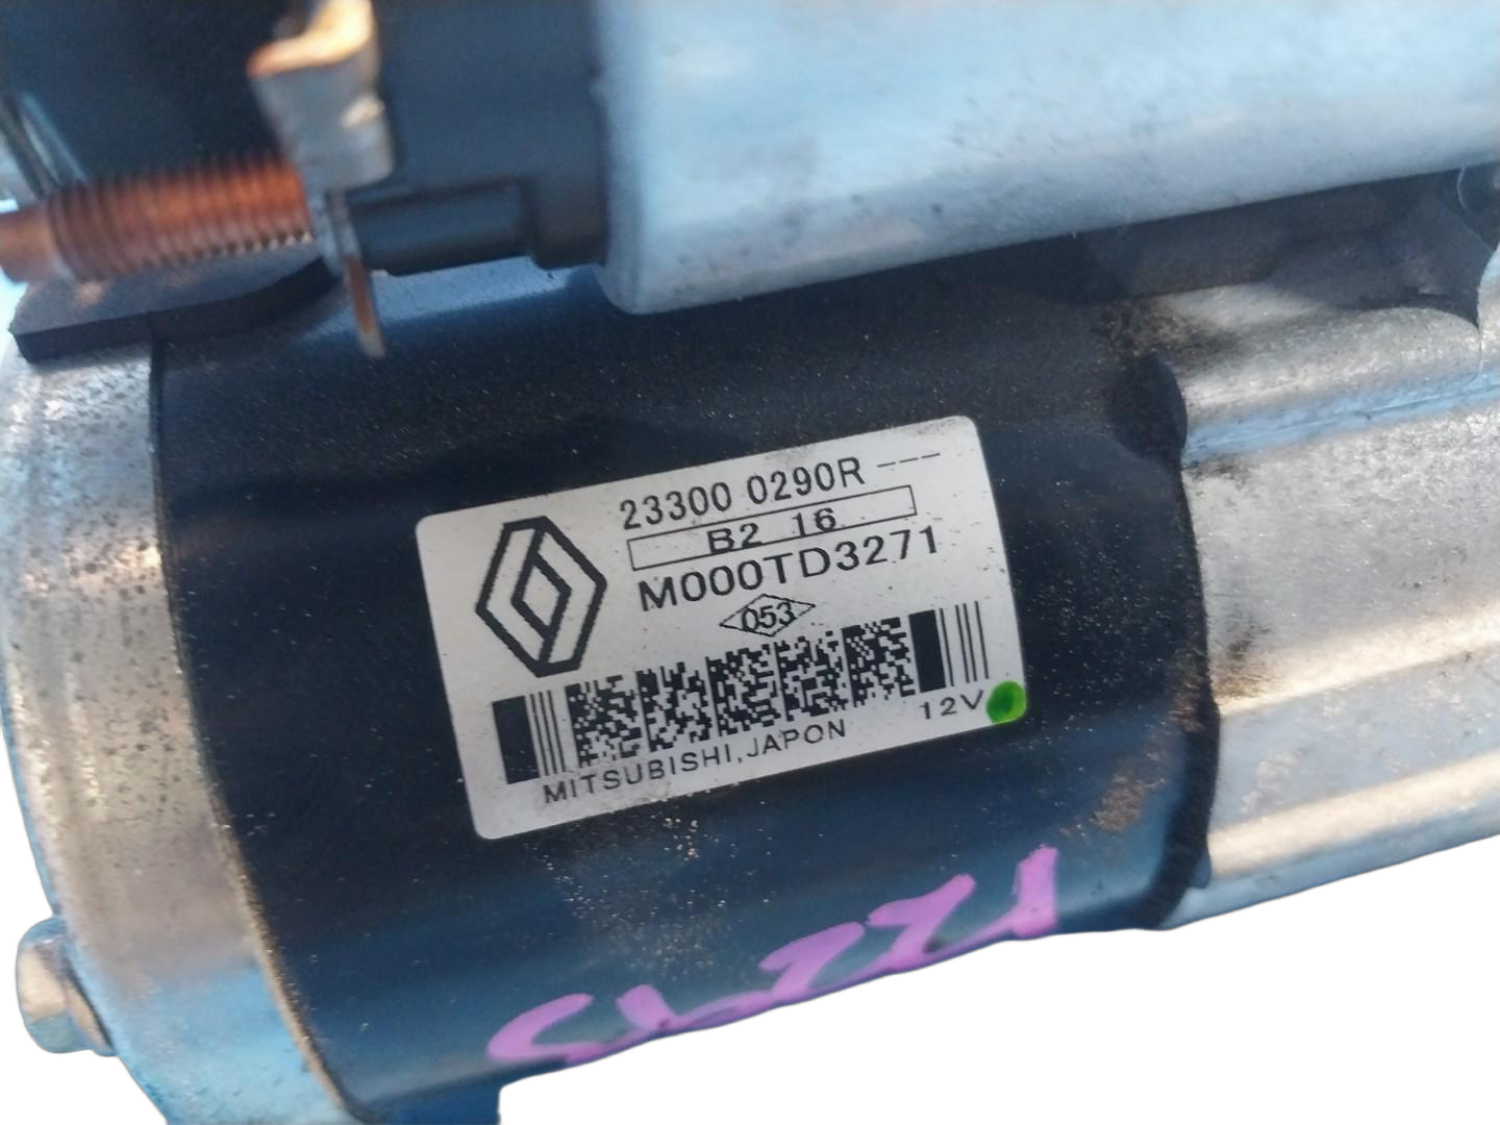 23300 0290R ---
B2 16
M000TD3271
053
12V
MITSUBISHI, JAPON